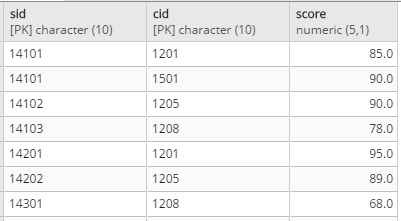 sid cid score
[PK] character (10) [PK] character (10) numeric (5,1)
14101 1201 85.0
14101 1501 90.0
14102 1205 90.0
14103 1208 78.0
14201 1201 95.0
14202 1205 89.0
14301 1208 68.0